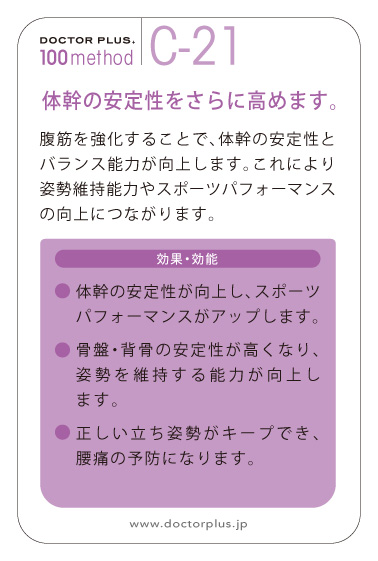 DOCTOR PLUS.
100method
C-21
体幹の安定性をさらに高めます。
腹筋を強化することで、体幹の安定性と
バランス能力が向上します。これにより
姿勢維持能力やスポーツパフォーマンス
の向上につながります。
効果・効能
● 体幹の安定性が向上し、スポーツ
パフォーマンスがアップします。
● 骨盤・背骨の安定性が高くなり、
姿勢を維持する能力が向上し
ます。
● 正しい立ち姿勢がキープでき、
腰痛の予防になります。
www.doctorplus.jp